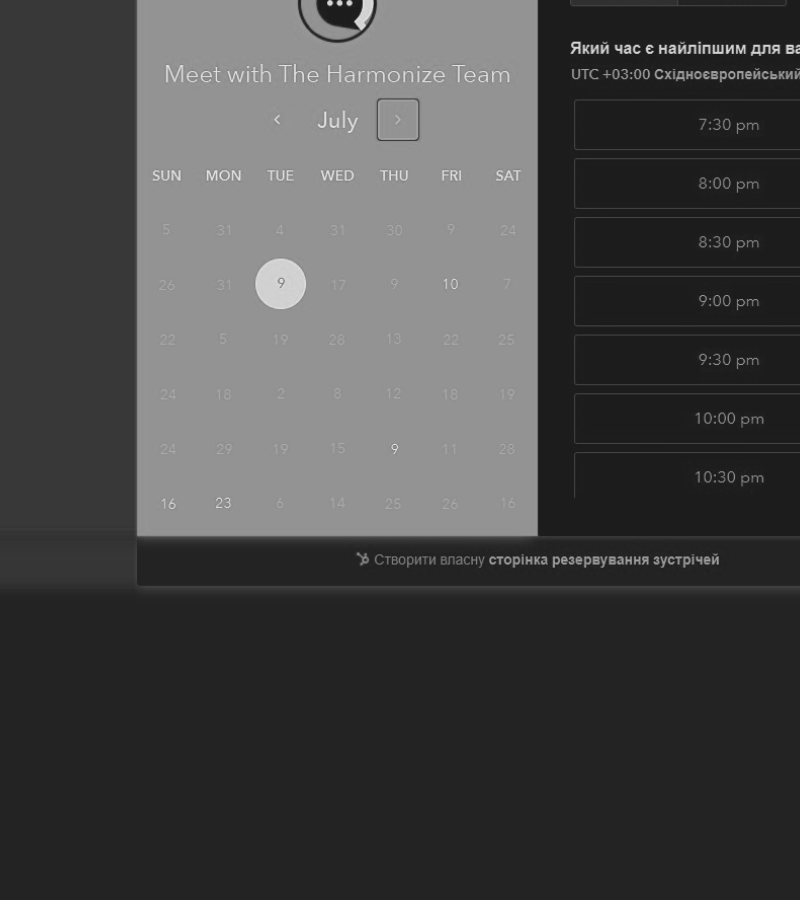 Meet with The Harmonize Team
July
SUN MON TUE WED THU FRI SAT
5 31 4 31 30 9 24
26 31 9 17 9 10 7
22 5 19 28 13 22 25
24 18 2 8 12 18 19
24 29 19 15 9 11 28
16 23 6 14 25 26 16
Який час є найліпшим для
UTC +03:00 Східноєвропейський
7:30 pm
8:00 pm
8:30 pm
9:00 pm
9:30 pm
10:00 pm
10:30 pm
Створити власну сторінка резервування зустрічей